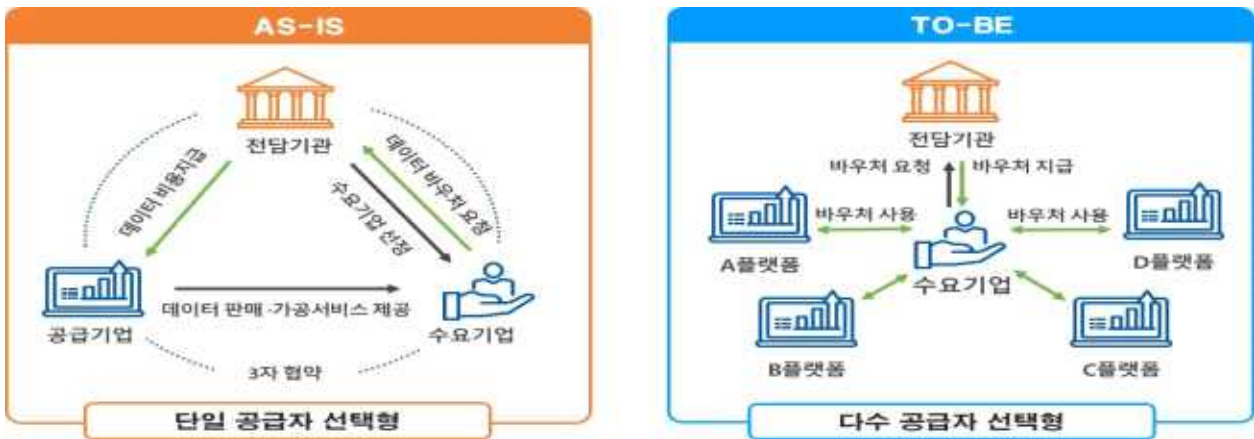 AS-IS
전담기관
데이터 비용지급
수요기업 선정
데이터 바우처 요청
데이터 판매·가공서비스 제공
공급기업
수요기업
3자 협약
단일 공급자 선택형
TO-BE
전담기관
바우처 요청
바우처 지급
바우처 사용
바우처 사용
A플랫폼
수요기업
D플랫폼
B플랫폼
C플랫폼
다수 공급자 선택형